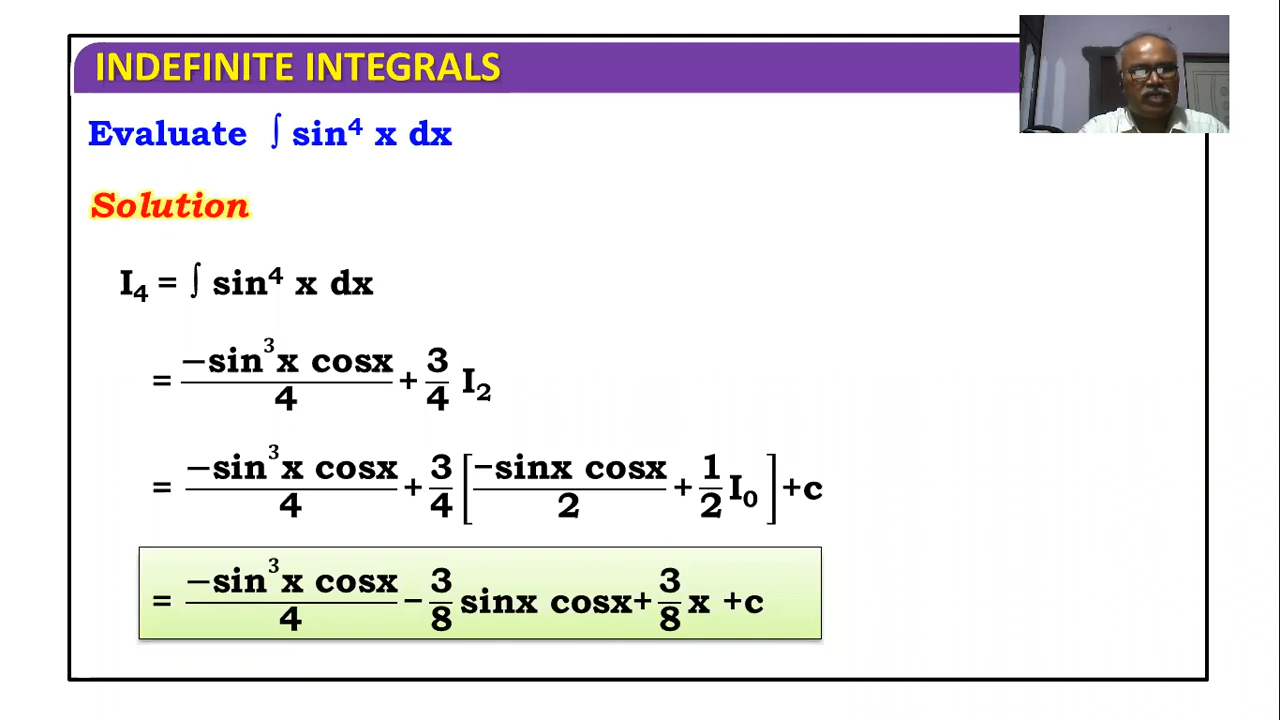 INDEFINITE INTEGRALS
Evaluate ∫ sin⁴ x dx
Solution
I₄ = ∫ sin⁴ x dx
= −sin³x cosx / 4 + 3/4 I₂
= −sin³x cosx / 4 + 3/4 [−sinx cosx / 2 + 1/2 I₀] +c
= −sin³x cosx / 4 − 3/8 sinx cosx+ 3/8 x +c